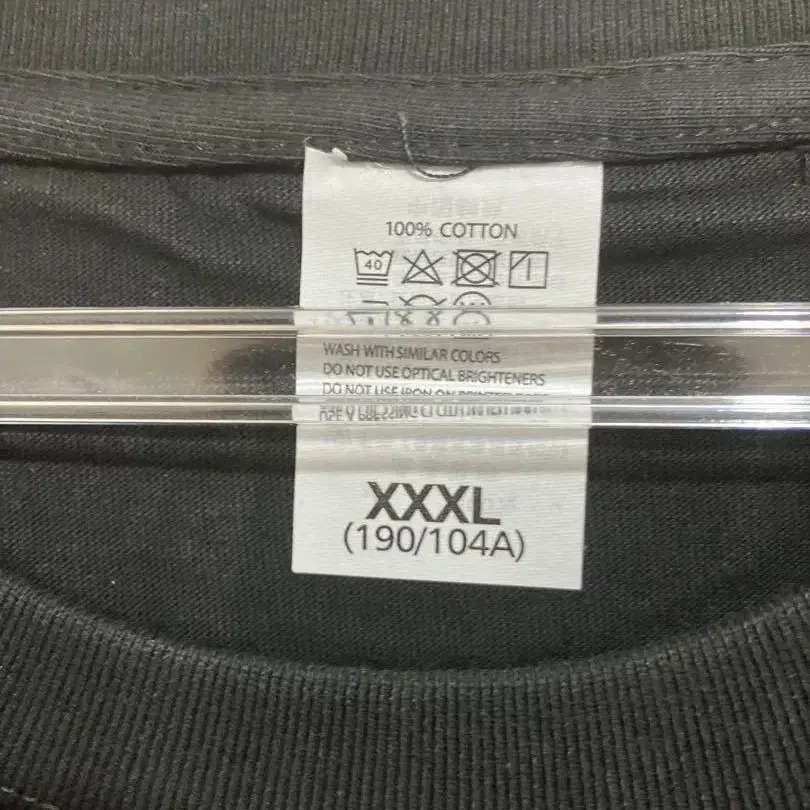 100% COTTON
40
WASH WITH SIMILAR COLORS
DO NOT USE OPTICAL BRIGHTENERS
DO NOT USE IRON ON PRINTED
XXXL
(190/104A)